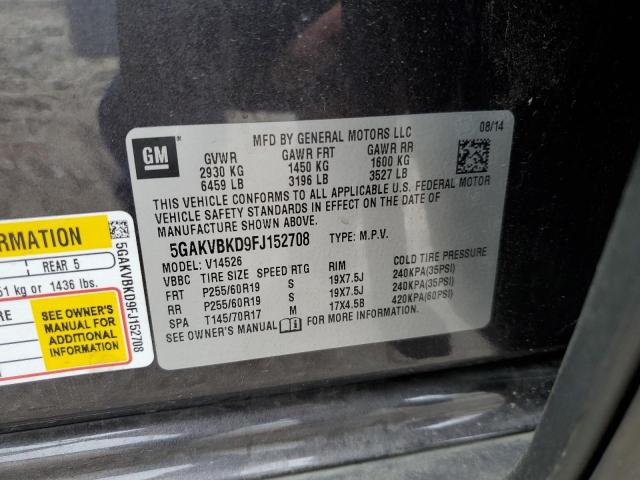 GM
MFD BY GENERAL MOTORS LLC
08/14
GVWR GAWR FRT GAWR RR
2930 KG 1450 KG 1600 KG
6459 LB 3196 LB 3527 LB
THIS VEHICLE CONFORMS TO ALL APPLICABLE U.S. FEDERAL MOTOR
VEHICLE SAFETY STANDARDS IN EFFECT ON THE DATE OF
MANUFACTURE SHOWN ABOVE.
5GAKVBKD9FJ152708 TYPE: M.P.V.
MODEL: V14526
VBBC TIRE SIZE SPEED RTG RIM COLD TIRE PRESSURE
FRT P255/60R19 S 19X7.5J 240KPA(35PSI)
RR P255/60R19 S 19X7.5J 240KPA(35PSI)
SPA T145/70R17 M 17X4.5B 420KPA(60PSI)
SEE OWNER'S MANUAL FOR MORE INFORMATION.
REAR 5
or 1436 lbs.
SEE OWNER'S
MANUAL FOR
ADDITIONAL
INFORMATION
5GAKVBKD9FJ152708